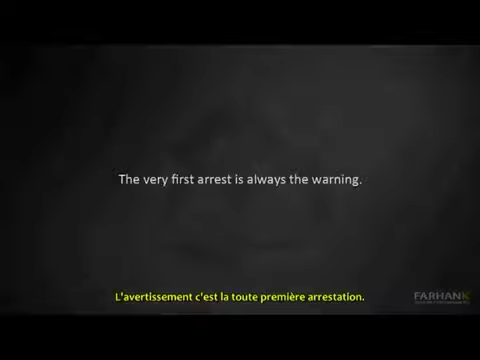 The very first arrest is always the warning.
L'avertissement c'est la toute première arrestation.
FARHANK